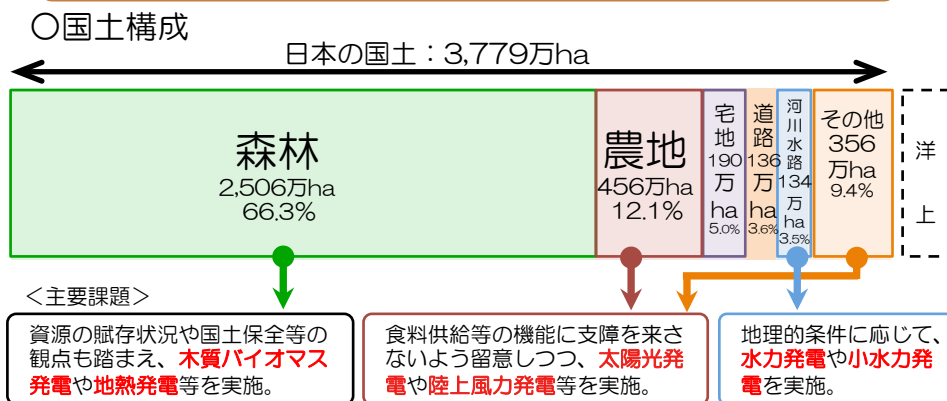 〇国土構成
日本の国土：3,779万ha
森林
2,506万ha
66.3%
農地
456万ha
12.1%
宅地
190
万
ha
5.0%
道路
136
万
ha
3.6%
河川水路
134
万
ha
3.5%
その他
356
万ha
9.4%
洋上
＜主要課題＞
資源の賦存状況や国土保全等の
観点も踏まえ、木質バイオマス
発電や地熱発電等を実施。
食料供給等の機能に支障を来さ
ないよう留意しつつ、太陽光発
電や陸上風力発電等を実施。
地理的条件に応じて、
水力発電や小水力発
電を実施。